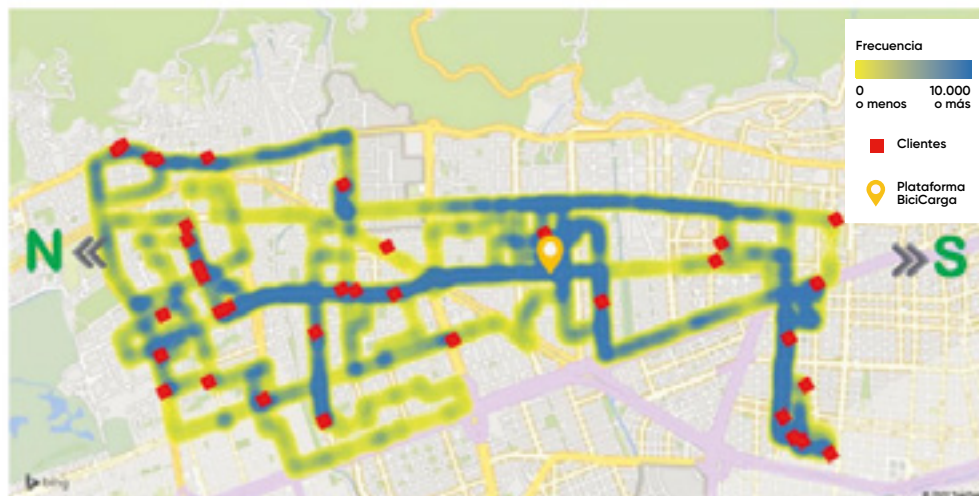 Frecuencia
0
o menos
10.000
o más
Clientes
Plataforma
BiciCarga
N
S
bing